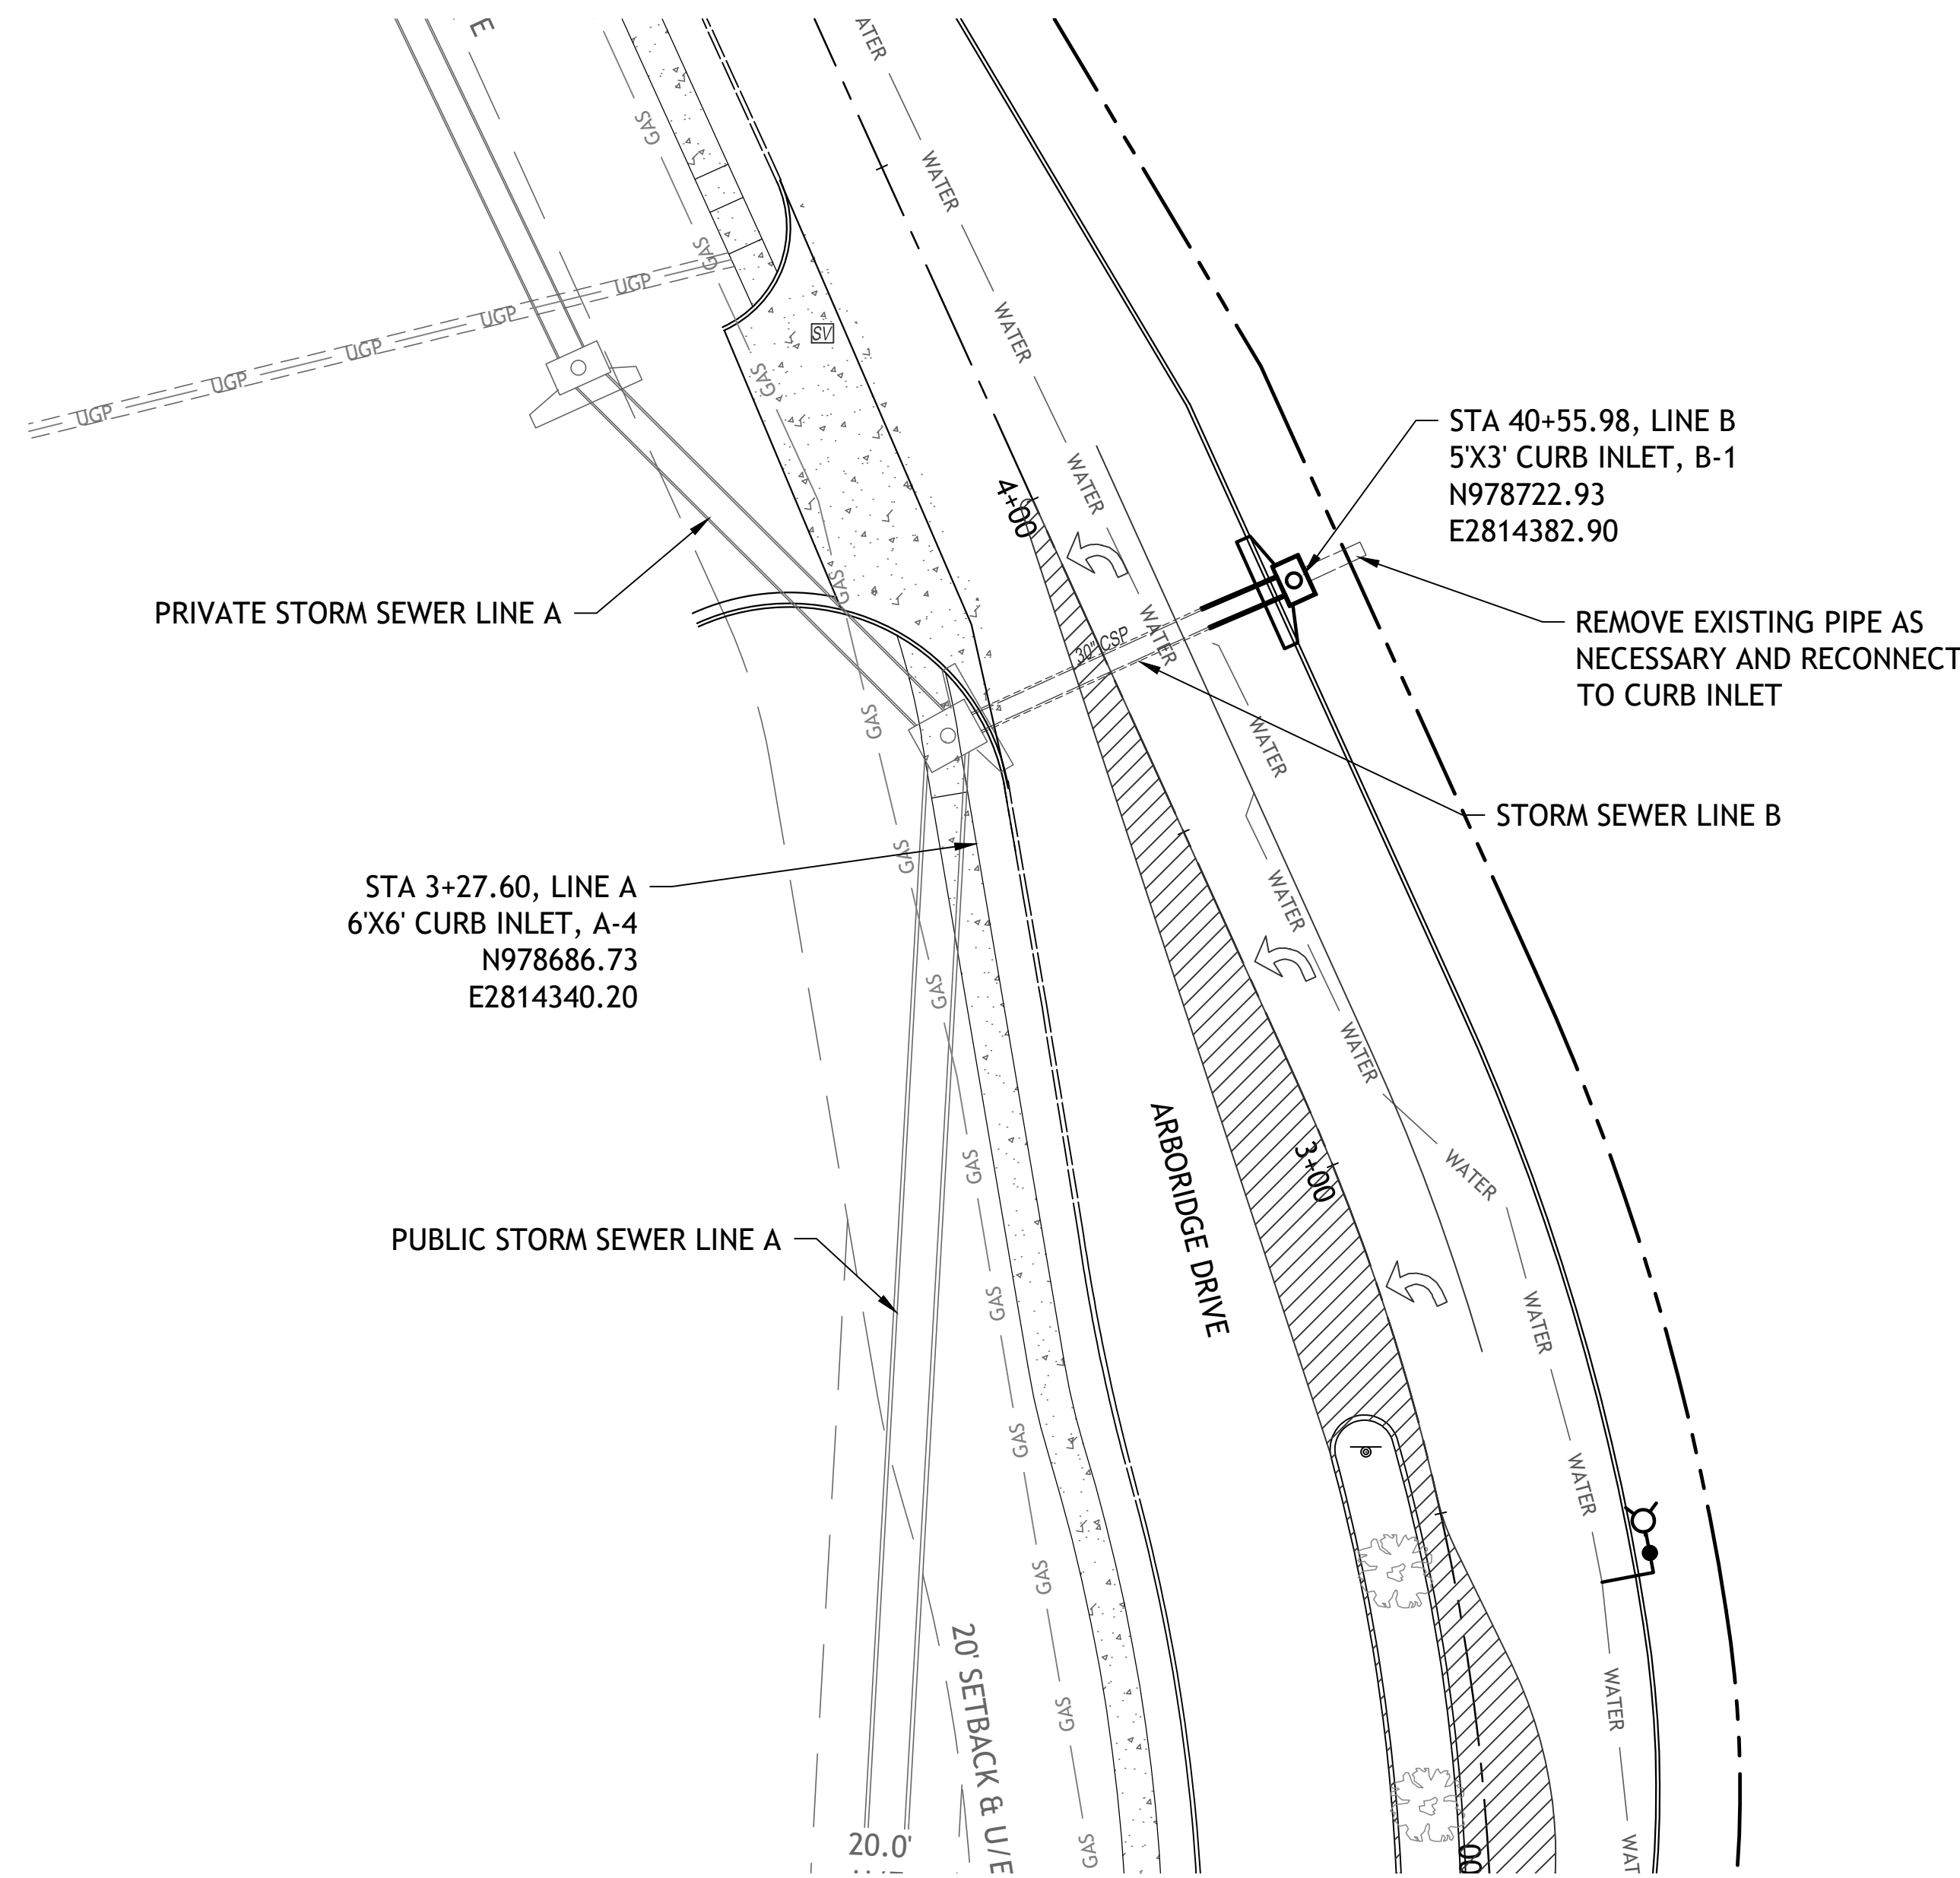 E
ATER
GAS
WATER
GAS
UGP
UGP
UGP
UGP
UGP
WATER
SV
GAS
STA 40+55.98, LINE B
5'X3' CURB INLET, B-1
N978722.93
E2814382.90
WATER
4+00
GAS
PRIVATE STORM SEWER LINE A
WATER
30" CSP
REMOVE EXISTING PIPE AS
NECESSARY AND RECONNECT
TO CURB INLET
GAS
WATER
STORM SEWER LINE B
GAS
STA 3+27.60, LINE A
6'X6' CURB INLET, A-4
N978686.73
E2814340.20
WATER
GAS
WATER
ARBORIDGE DRIVE
3+00
WATER
GAS
PUBLIC STORM SEWER LINE A
GAS
WATER
GAS
WATER
GAS
20' SETBACK & U/E
GAS
WATER
20.0'
GAS
00
WAT